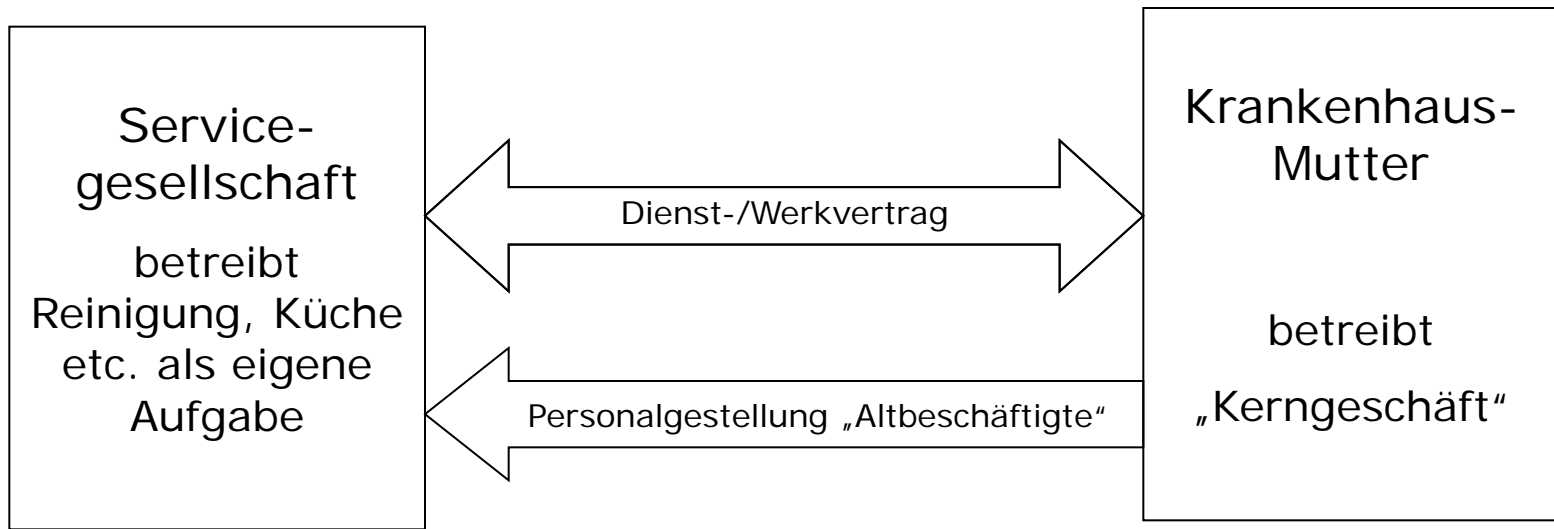 Service-
gesellschaft
betreibt
Reinigung, Küche
etc. als eigene
Aufgabe
Dienst-/Werkvertrag
Personalgestellung „Altbeschäftigte“
Krankenhaus-
Mutter
betreibt
„Kerngeschäft“